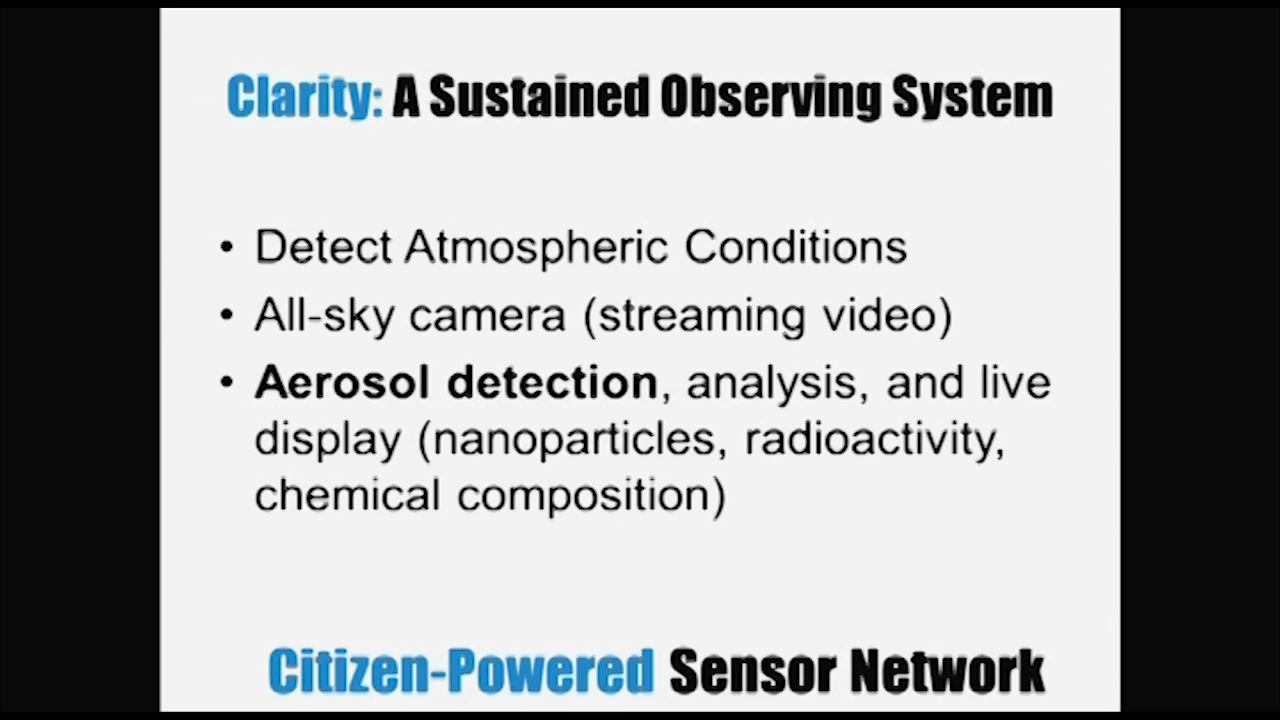 Clarity: A Sustained Observing System
• Detect Atmospheric Conditions
• All-sky camera (streaming video)
• Aerosol detection, analysis, and live
display (nanoparticles, radioactivity,
chemical composition)
Citizen-Powered Sensor Network